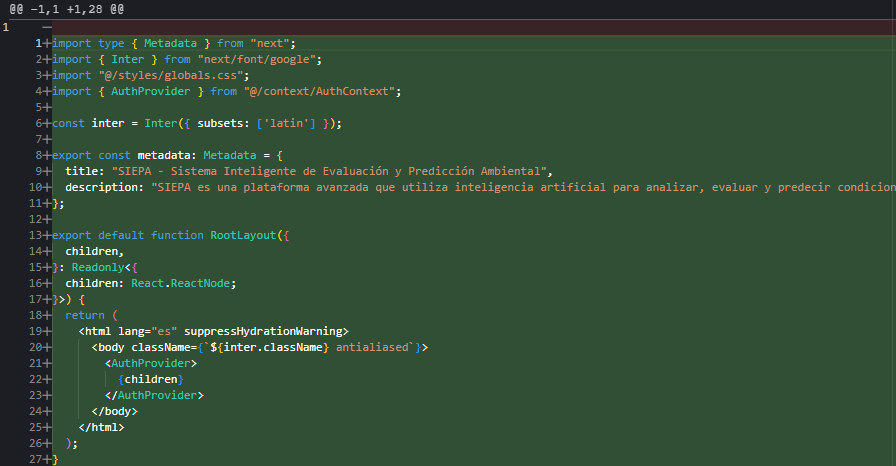 @@ -1,1 +1,28 @@
1 −
1+import type { Metadata } from "next";
2+import { Inter } from "next/font/google";
3+import "@/styles/globals.css";
4+import { AuthProvider } from "@/context/AuthContext";
5+
6+const inter = Inter({ subsets: ['latin'] });
7+
8+export const metadata: Metadata = {
9+  title: "SIEPA - Sistema Inteligente de Evaluación y Predicción Ambiental",
10+  description: "SIEPA es una plataforma avanzada que utiliza inteligencia artificial para analizar, evaluar y predecir condicion
11+};
12+
13+export default function RootLayout({
14+  children,
15+}: Readonly<{
16+  children: React.ReactNode;
17+}>) {
18+  return (
19+    <html lang="es" suppressHydrationWarning>
20+      <body className={`${inter.className} antialiased`}>
21+        <AuthProvider>
22+          {children}
23+        </AuthProvider>
24+      </body>
25+    </html>
26+  );
27+}